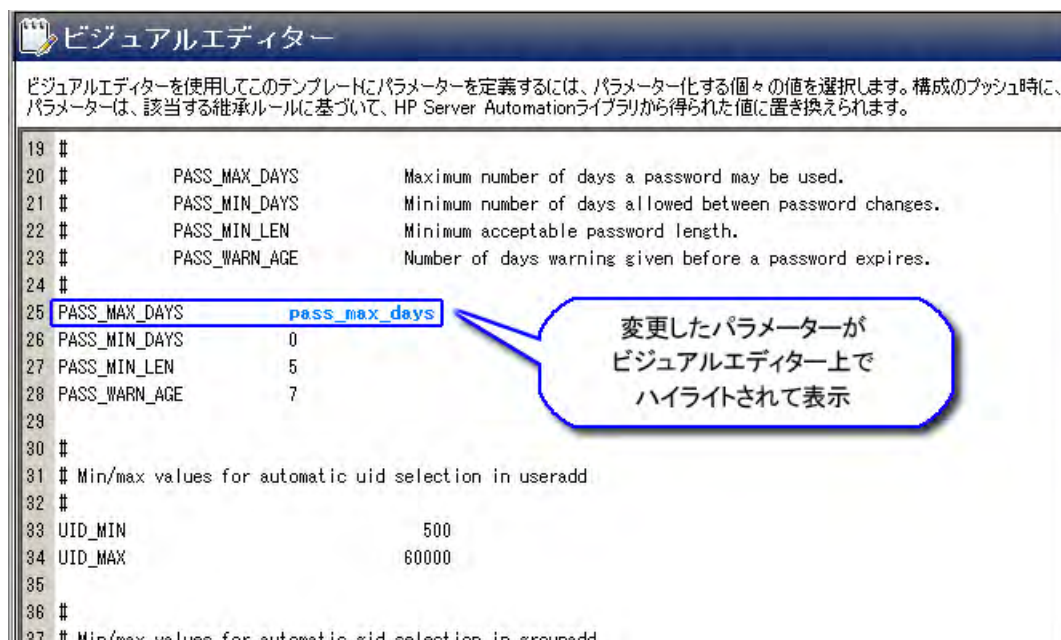 ビジュアルエディター
ビジュアルエディターを使用してこのテンプレートにパラメーターを定義するには、パラメーター化する個々の値を選択します。構成のプッシュ時に、
パラメーターは、該当する継承ルールに基づいて、HP Server Automationライブラリから得られた値に置き換えられます。
19 #
20 # PASS_MAX_DAYS Maximum number of days a password may be used.
21 # PASS_MIN_DAYS Minimum number of days allowed between password changes.
22 # PASS_MIN_LEN Minimum acceptable password length.
23 # PASS_WARN_AGE Number of days warning given before a password expires.
24 #
25 PASS_MAX_DAYS pass_max_days
26 PASS_MIN_DAYS 0
27 PASS_MIN_LEN 5
28 PASS_WARN_AGE 7
29
30 #
31 # Min/max values for automatic uid selection in useradd
32 #
33 UID_MIN 500
34 UID_MAX 60000
35
36 #
37 # Min/max values for automatic gid selection in groupadd
変更したパラメーターが
ビジュアルエディター上で
ハイライトされて表示